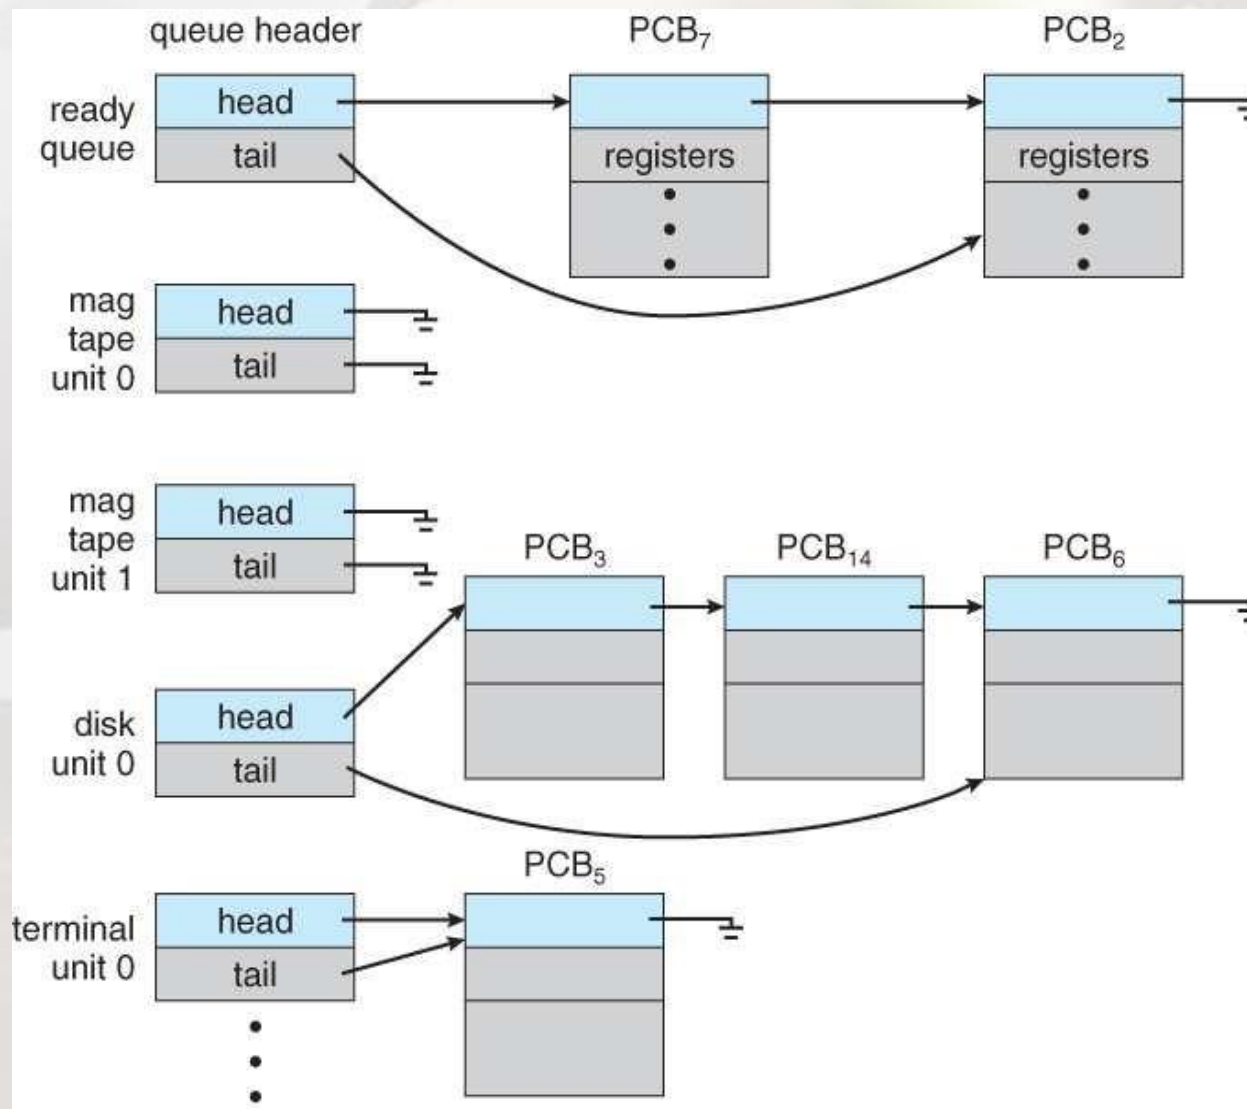 queue header
PCB₇
PCB₂
ready
queue
head
tail
registers
registers
mag
tape
unit 0
head
tail
mag
tape
unit 1
head
tail
PCB₃
PCB₁₄
PCB₆
disk
unit 0
head
tail
PCB₅
terminal
unit 0
head
tail